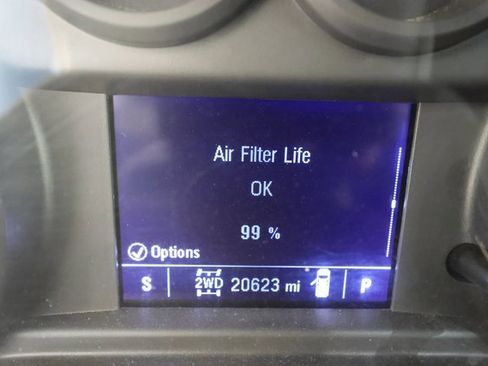 Air Filter Life
OK
99 %
Options
S 2WD 20623 mi P